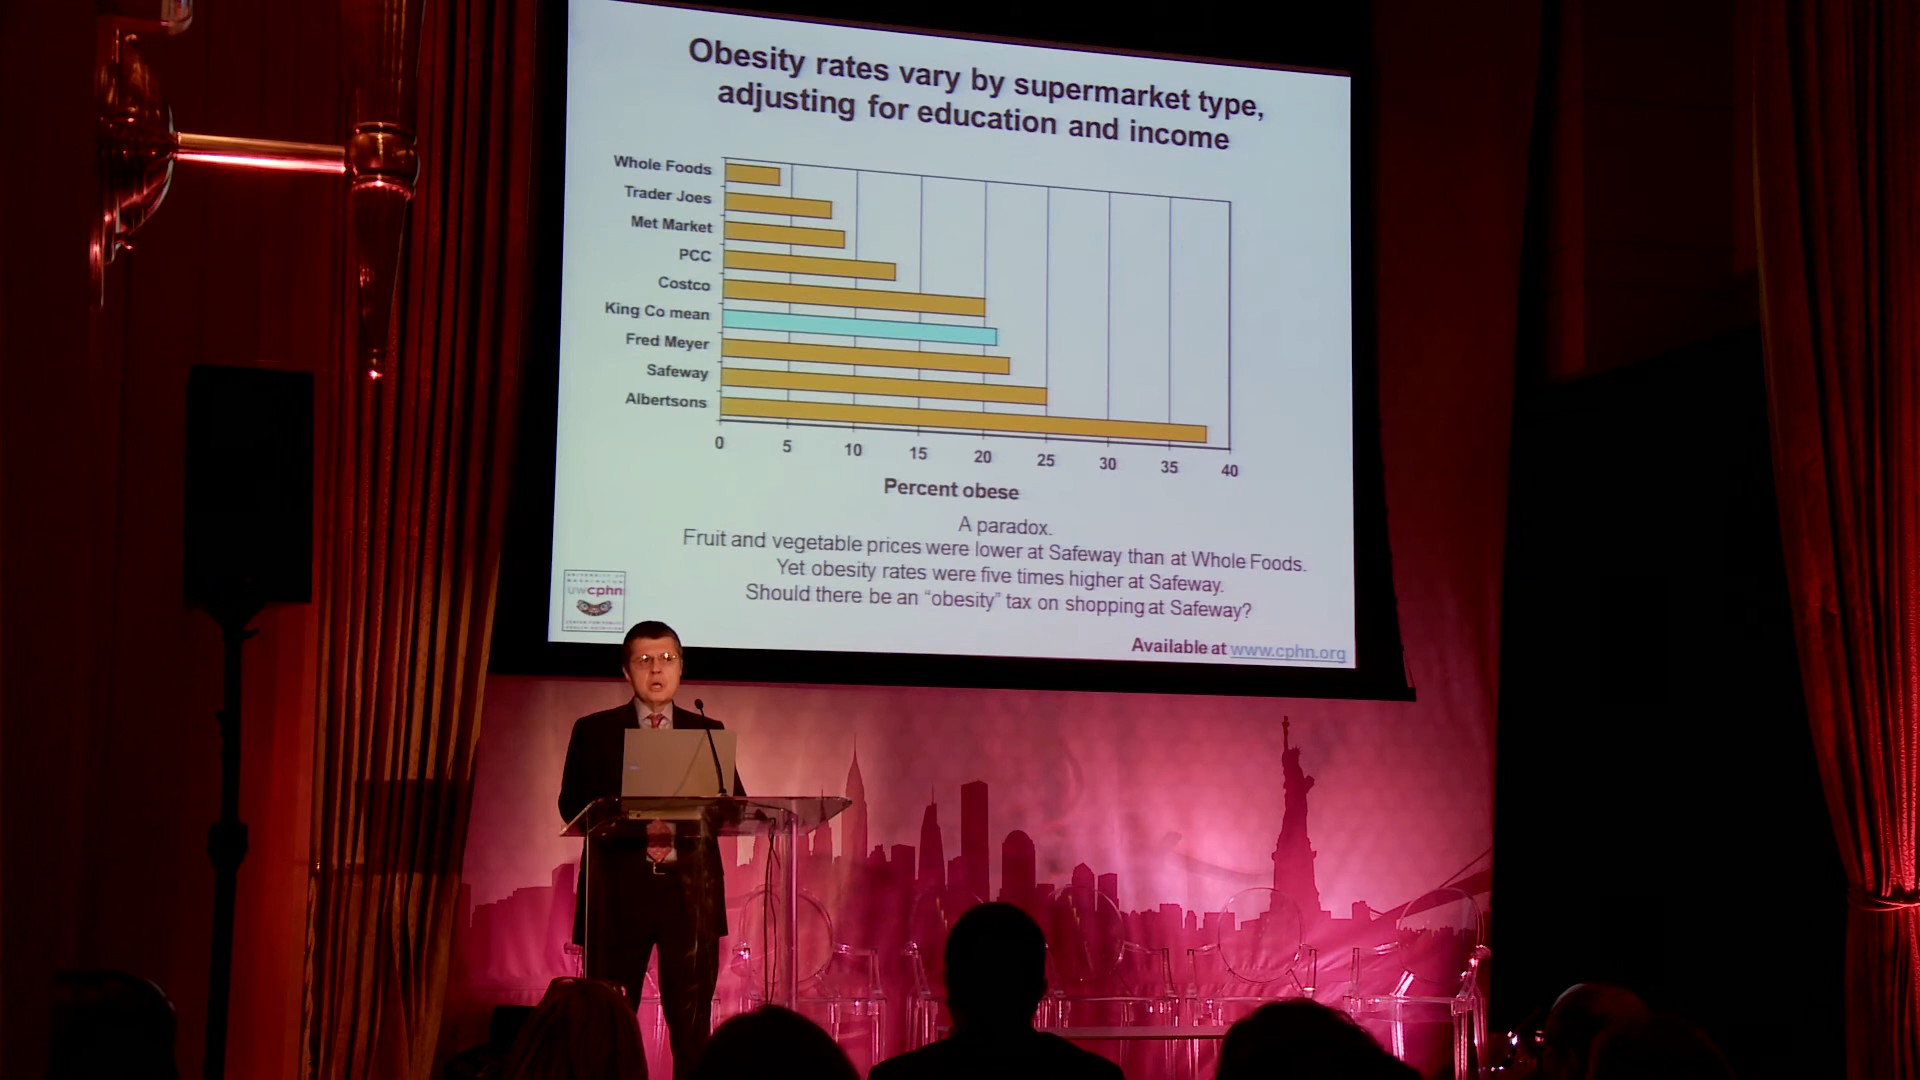 Obesity rates vary by supermarket type,
adjusting for education and income
Whole Foods
Trader Joes
Met Market
PCC
Costco
King Co mean
Fred Meyer
Safeway
Albertsons
0 5 10 15 20 25 30 35 40
Percent obese
A paradox.
Fruit and vegetable prices were lower at Safeway than at Whole Foods.
Yet obesity rates were five times higher at Safeway.
Should there be an “obesity” tax on shopping at Safeway?
uwcphn
Available at www.cphn.org